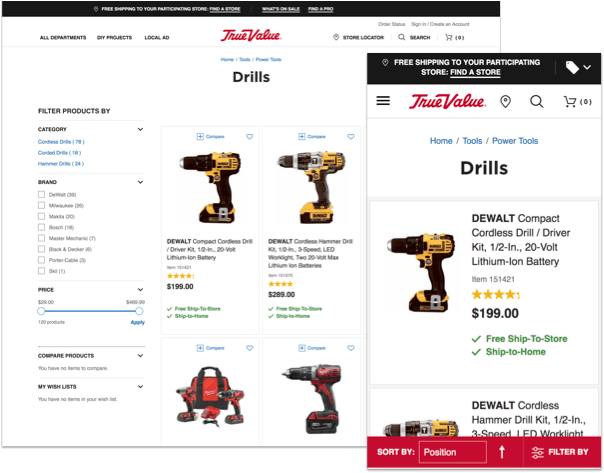 FREE SHIPPING TO YOUR PARTICIPATING STORE: FIND A STORE
WHAT'S ON SALE
FIND A PRO
Order Status
Sign In / Create an Account
ALL DEPARTMENTS
DIY PROJECTS
LOCAL AD
True Value.
STORE LOCATOR
SEARCH
( 0 )
Home / Tools / Power Tools
Drills
FILTER PRODUCTS BY
CATEGORY
Cordless Drills ( 78 )
Corded Drills ( 18 )
Hammer Drills ( 24 )
BRAND
DeWalt (39)
Milwaukee (26)
Makita (20)
Bosch (18)
Master Mechanic (7)
Black & Decker (6)
Porter-Cable (3)
Skil (1)
PRICE
$29.00
$469.99
120 products
Apply
COMPARE PRODUCTS
You have no items to compare.
MY WISH LISTS
You have no items in your wish list.
Compare
DEWALT Compact Cordless Drill
/ Driver Kit, 1/2-In., 20-Volt
Lithium-Ion Battery
Item 151421
$199.00
Free Ship-To-Store
Ship-to-Home
Compare
DEWALT Cordless Hammer Drill
Kit, 1/2-In., 3-Speed, LED
Worklight, Two 20-Volt Max
Lithium Ion Batteries
$289.00
Free Ship-To-Store
Ship-to-Home
Compare
Compare
FREE SHIPPING TO YOUR PARTICIPATING
STORE: FIND A STORE
True Value.
( 0 )
Home / Tools / Power Tools
Drills
DEWALT Compact
Cordless Drill / Driver
Kit, 1/2-In., 20-Volt
Lithium-Ion Battery
Item 151421
$199.00
Free Ship-To-Store
Ship-to-Home
DEWALT Cordless
Hammer Drill Kit, 1/2-In.,
3-Speed, LED Worklight,
SORT BY:
Position
FILTER BY